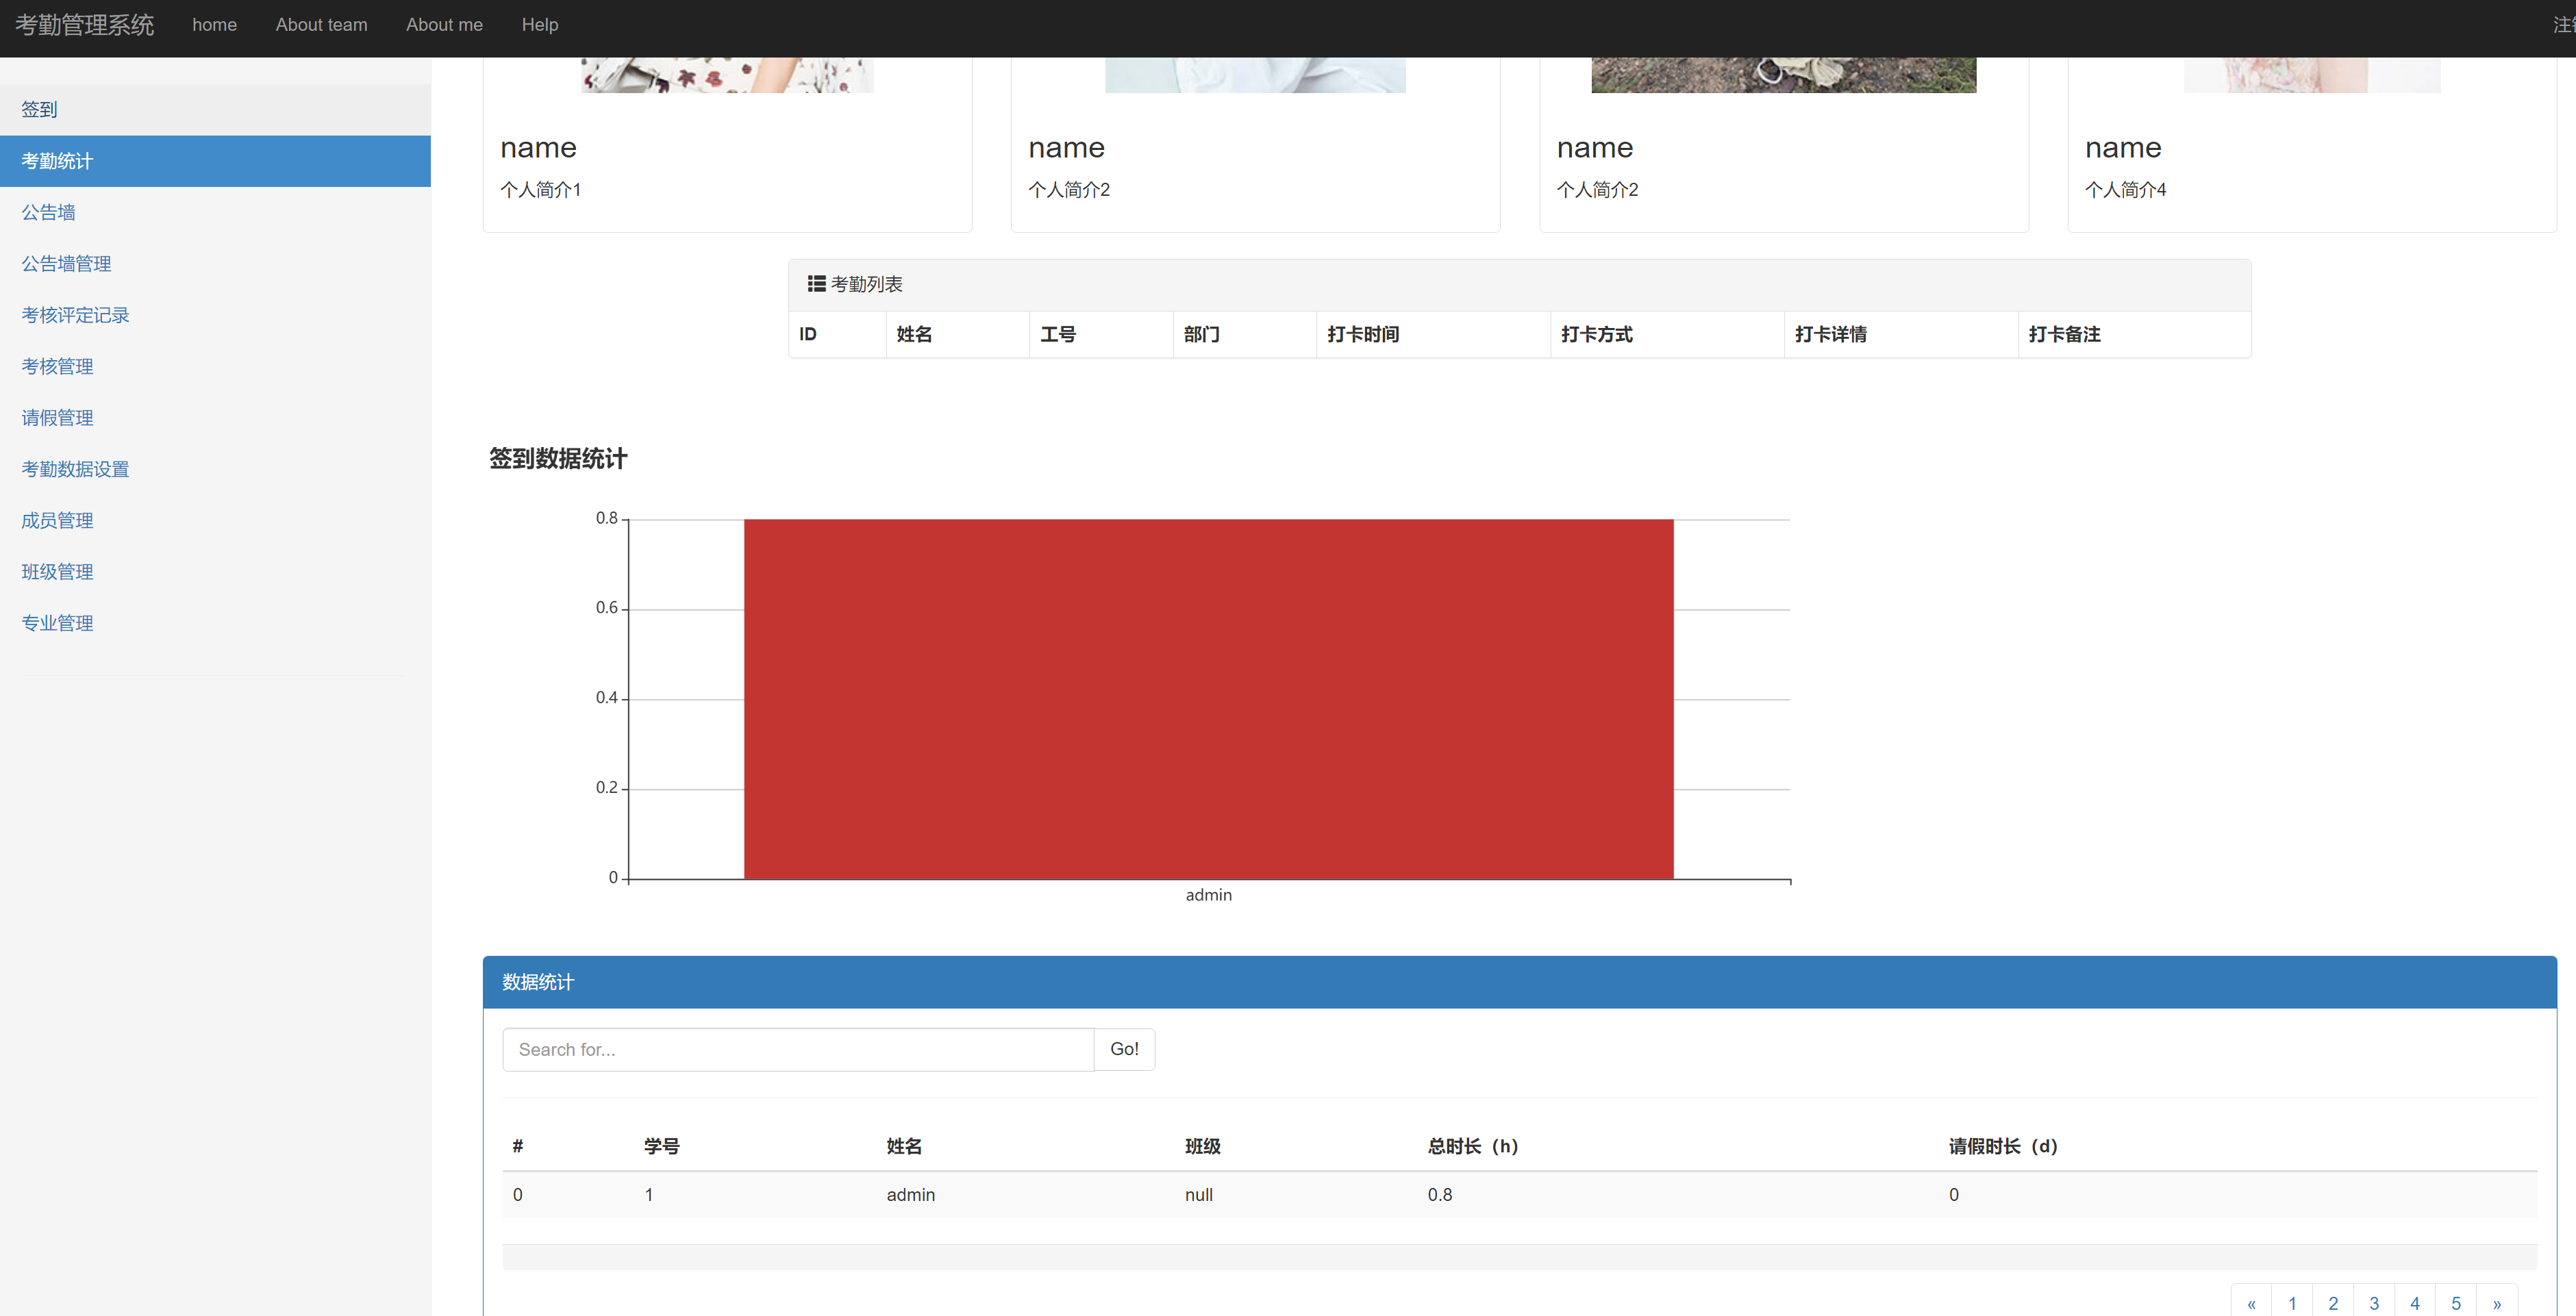 考勤管理系统 home About team About me Help
签到
考勤统计
公告墙
公告墙管理
考核评定记录
考核管理
请假管理
考勤数据设置
成员管理
班级管理
专业管理
name name name name
个人简介1 个人简介2 个人简介2 个人简介4
考勤列表
ID 姓名 工号 部门 打卡时间 打卡方式 打卡详情 打卡备注
签到数据统计
0.8
0.6
0.4
0.2
0
admin
数据统计
Search for... Go!
# 学号 姓名 班级 总时长（h） 请假时长（d）
0 1 admin null 0.8 0
« 1 2 3 4 5 »